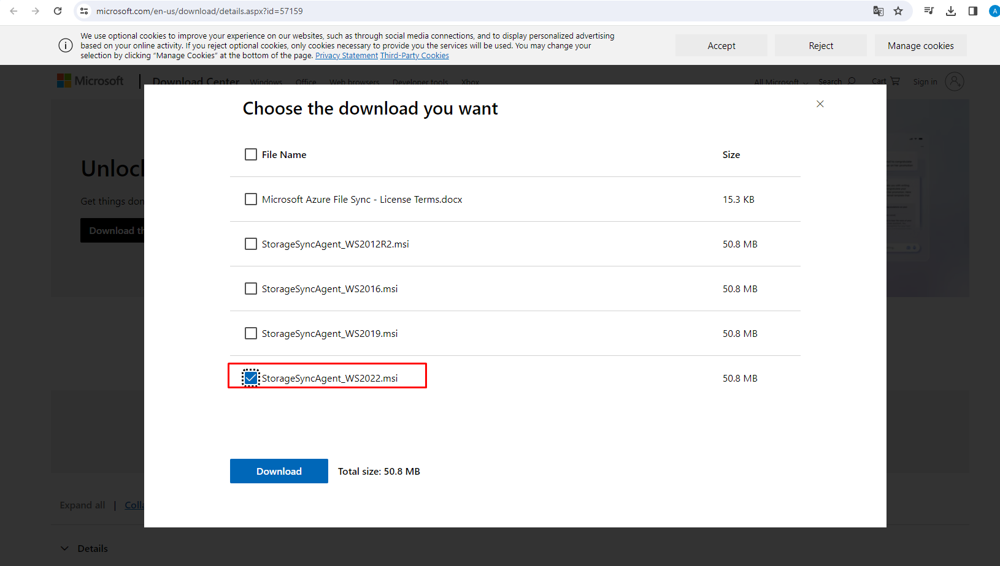 microsoft.com/en-us/download/details.aspx?id=57159
A
We use optional cookies to improve your experience on our websites, such as through social media connections, and to display personalized advertising
based on your online activity. If you reject optional cookies, only cookies necessary to provide you the services will be used. You may change your
selection by clicking “Manage Cookies” at the bottom of the page. Privacy Statement Third-Party Cookies
Accept
Reject
Manage cookies
Microsoft
Download Center
Windows
Office
Web browsers
Developer tools
Xbox
All Microsoft
Search
Cart
Sign in
Choose the download you want
File Name
Size
Microsoft Azure File Sync - License Terms.docx
15.3 KB
StorageSyncAgent_WS2012R2.msi
50.8 MB
StorageSyncAgent_WS2016.msi
50.8 MB
StorageSyncAgent_WS2019.msi
50.8 MB
StorageSyncAgent_WS2022.msi
50.8 MB
Download
Total size: 50.8 MB
Unloc
Get things don
Download th
Expand all
|
Colla
Details